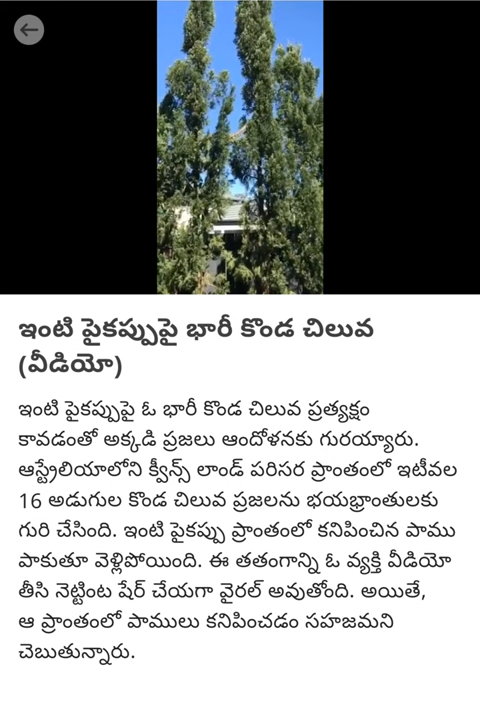 ఇంటి పైకప్పుపై భారీ కొండ చిలువ
(వీడియో)
ఇంటి పైకప్పుపై ఓ భారీ కొండ చిలువ ప్రత్యక్షం
కావడంతో అక్కడి ప్రజలు ఆందోళనకు గురయ్యారు.
ఆస్ట్రేలియాలోని క్వీన్స్ లాండ్ పరిసర ప్రాంతంలో ఇటీవల
16 అడుగుల కొండ చిలువ ప్రజలను భయభ్రాంతులకు
గురి చేసింది. ఇంటి పైకప్పు ప్రాంతంలో కనిపించిన పాము
పాకుతూ వెళ్లిపోయింది. ఈ తతంగాన్ని ఓ వ్యక్తి వీడియో
తీసి నెట్టింట షేర్ చేయగా వైరల్ అవుతోంది. అయితే,
ఆ ప్రాంతంలో పాములు కనిపించడం సహజమని
చెబుతున్నారు.